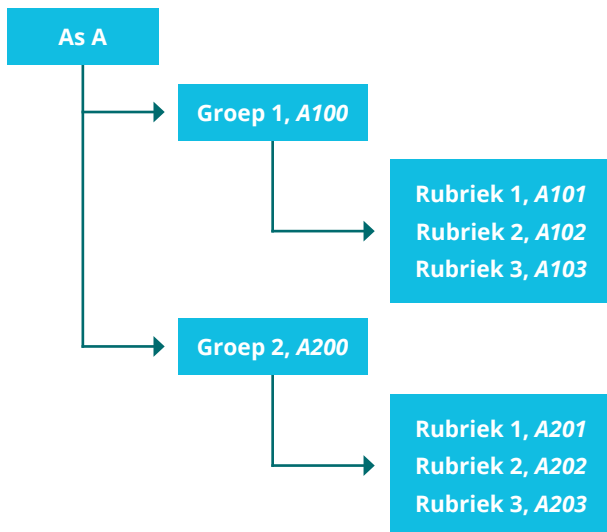 As A
Groep 1, A100
Rubriek 1, A101
Rubriek 2, A102
Rubriek 3, A103
Groep 2, A200
Rubriek 1, A201
Rubriek 2, A202
Rubriek 3, A203